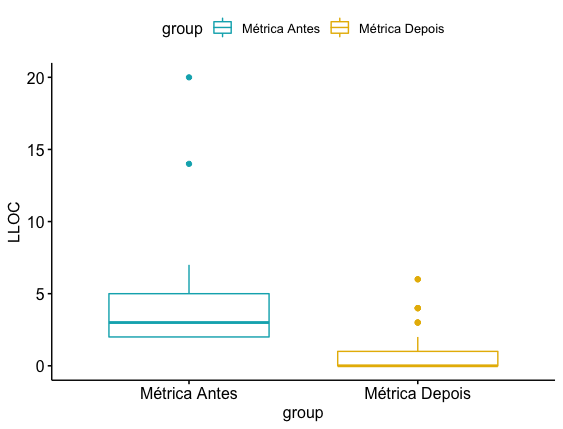 group Métrica Antes Métrica Depois
LLOC
20
15
10
5
0
Métrica Antes Métrica Depois
group